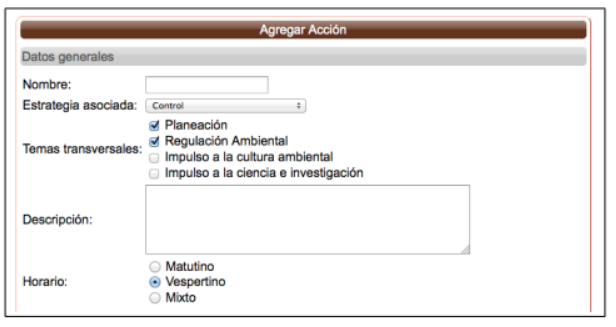 Agregar Acción
Datos generales
Nombre:
Estrategia asociada: Control
Temas transversales:
Planeación
Regulación Ambiental
Impulso a la cultura ambiental
Impulso a la ciencia e investigación
Descripción:
Horario:
Matutino
Vespertino
Mixto